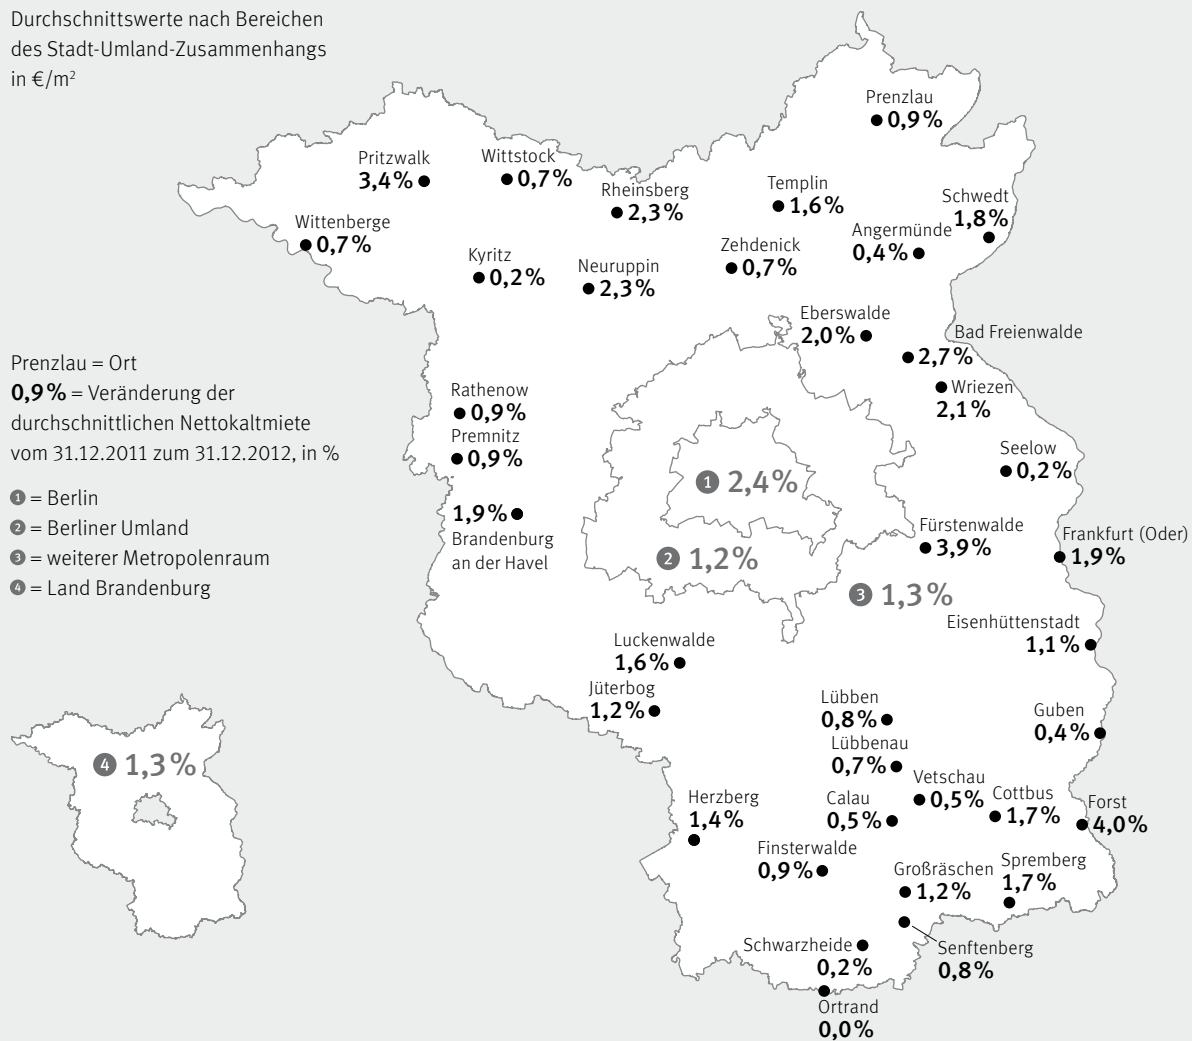 Durchschnittswerte nach Bereichen
des Stadt-Umland-Zusammenhangs
in €/m²
Prenzlau
0,9%
Pritzwalk
3,4%
Wittstock
0,7%
Rheinsberg
2,3%
Templin
1,6%
Schwedt
1,8%
Wittenberge
0,7%
Angermünde
0,4%
Kyritz
0,2%
Neuruppin
2,3%
Zehdenick
0,7%
Eberswalde
2,0%
Bad Freienwalde
2,7%
Wriezen
2,1%
Prenzlau = Ort
0,9% = Veränderung der
durchschnittlichen Nettokaltmiete
vom 31.12.2011 zum 31.12.2012, in %
1 = Berlin
2 = Berliner Umland
3 = weiterer Metropolenraum
4 = Land Brandenburg
Rathenow
0,9%
Premnitz
0,9%
1,9%
Brandenburg
an der Havel
Seelow
0,2%
1 2,4%
2 1,2%
Fürstenwalde
3,9%
Frankfurt (Oder)
1,9%
3 1,3%
Eisenhüttenstadt
1,1%
Luckenwalde
1,6%
Jüterbog
1,2%
Lübben
0,8%
Guben
0,4%
Lübbenau
0,7%
4 1,3%
Vetschau
0,5%
Cottbus
1,7%
Forst
4,0%
Herzberg
1,4%
Calau
0,5%
Finsterwalde
0,9%
Großräschen
1,2%
Spremberg
1,7%
Schwarzheide
0,2%
Senftenberg
0,8%
Ortrand
0,0%